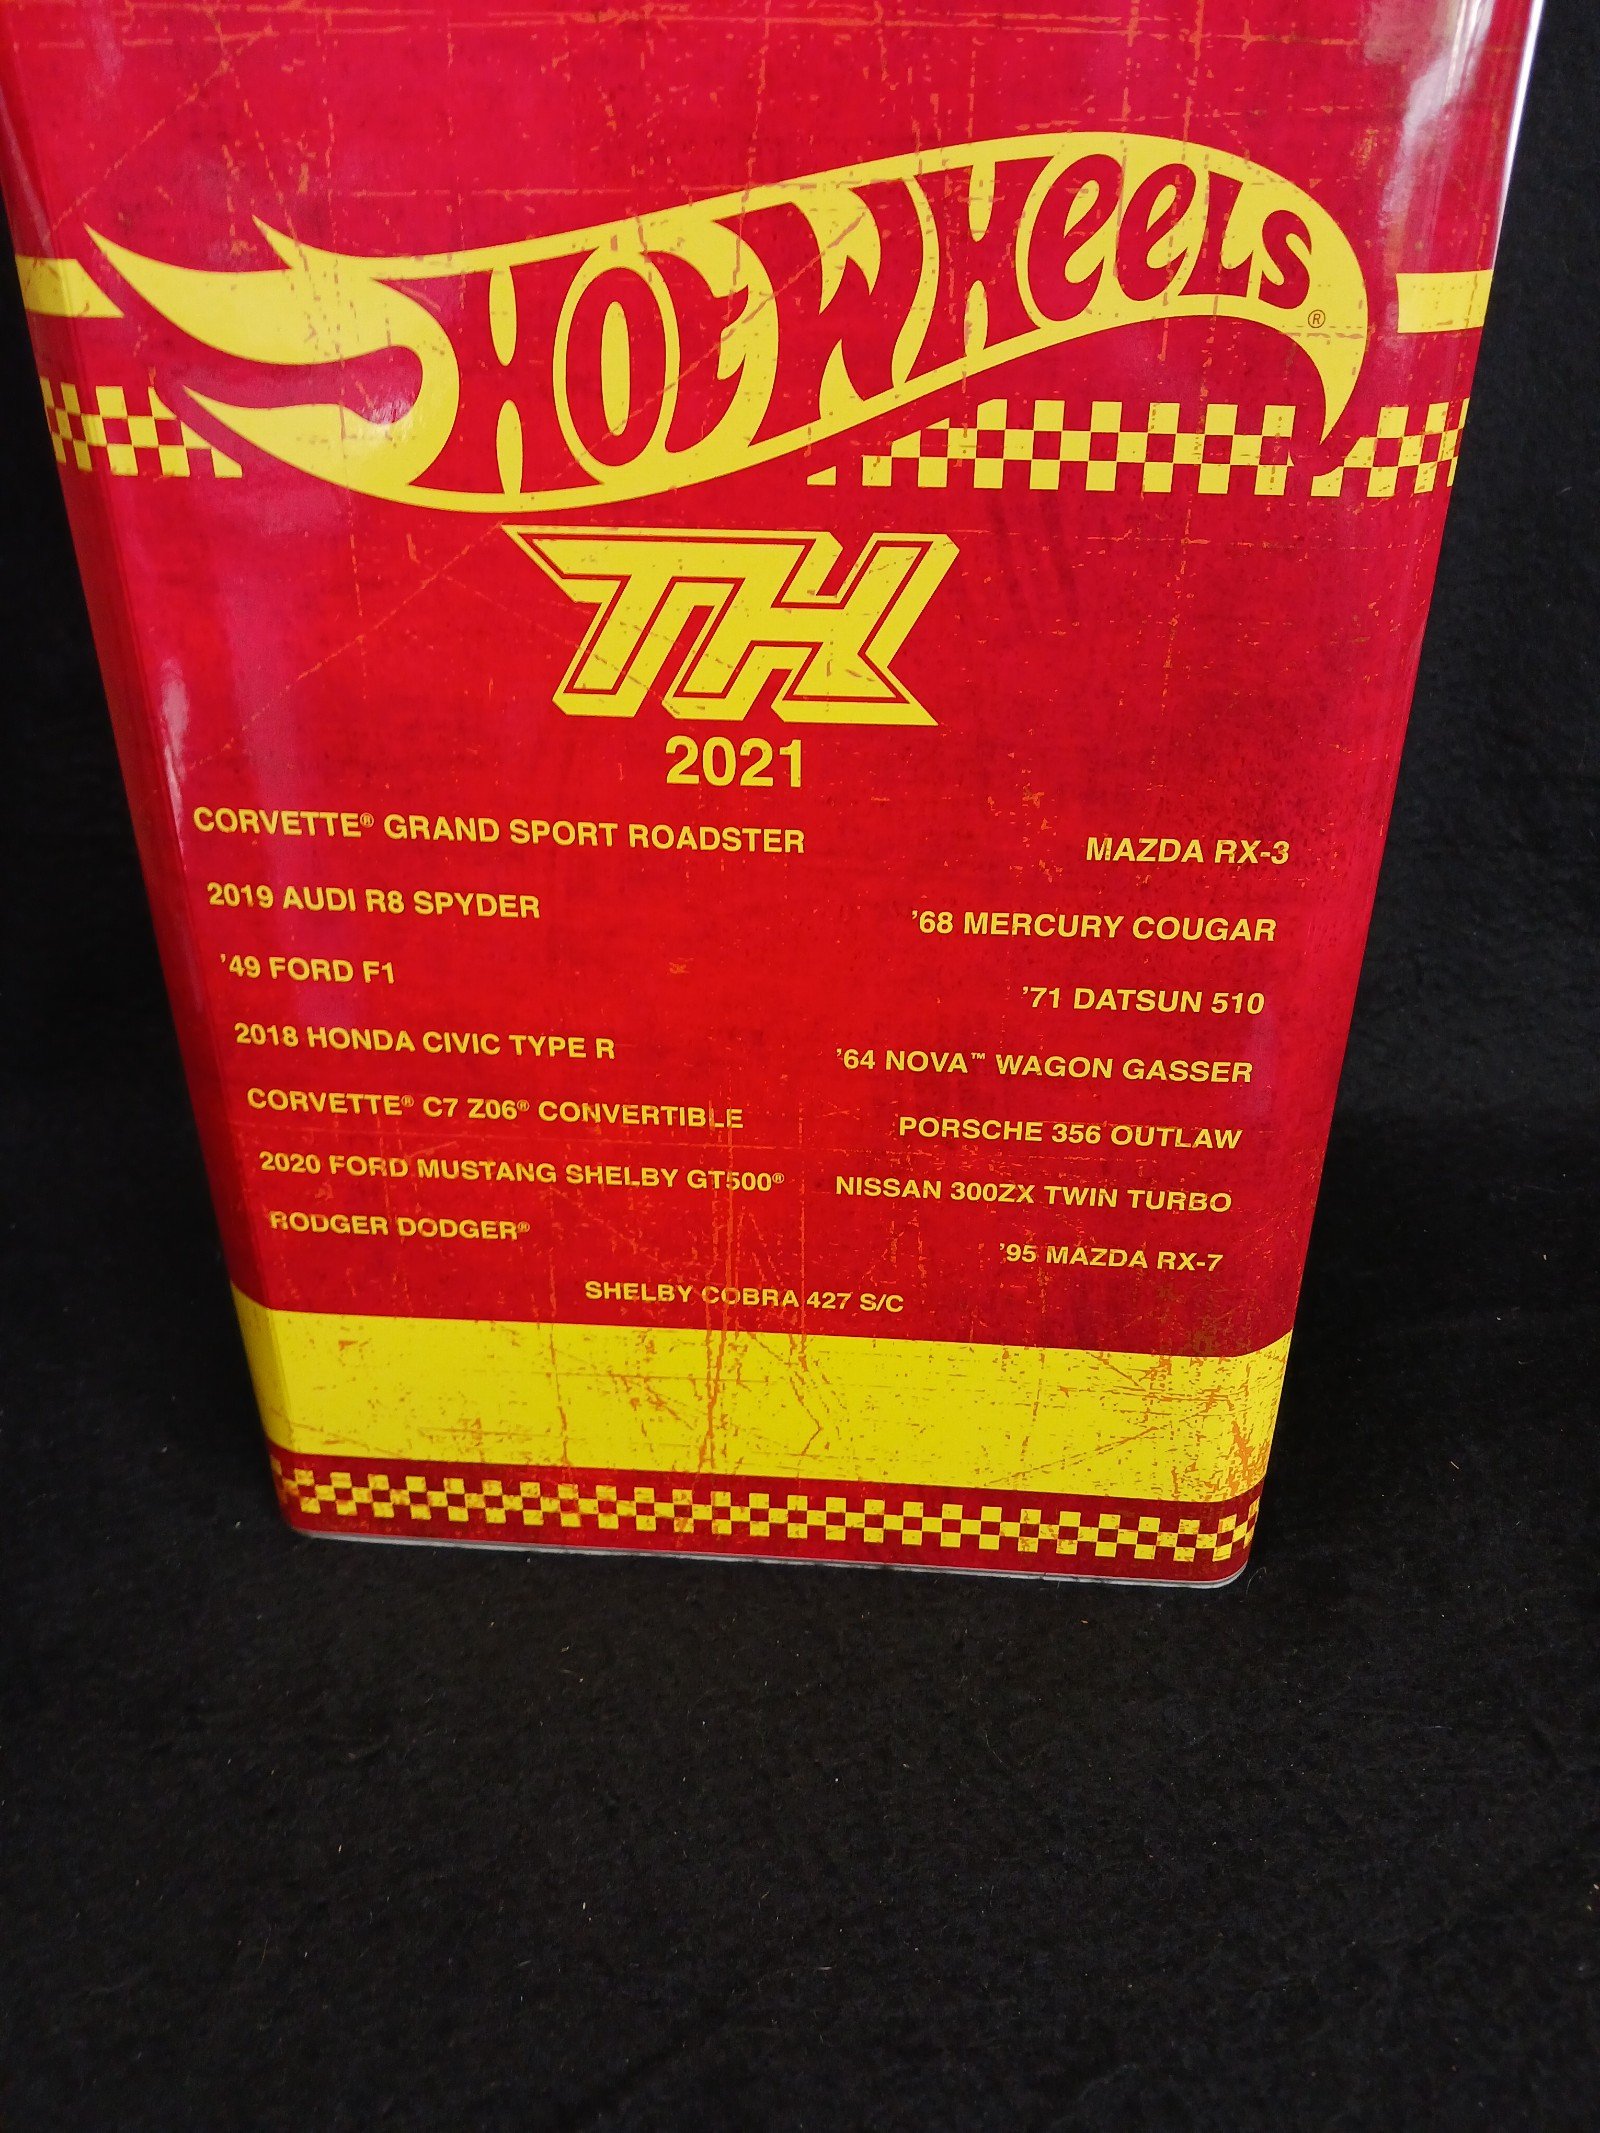 HOT WHEELS®
TH
2021
CORVETTE® GRAND SPORT ROADSTER
2019 AUDI R8 SPYDER
’49 FORD F1
2018 HONDA CIVIC TYPE R
CORVETTE® C7 Z06® CONVERTIBLE
2020 FORD MUSTANG SHELBY GT500®
RODGER DODGER®
MAZDA RX-3
’68 MERCURY COUGAR
’71 DATSUN 510
’64 NOVA™ WAGON GASSER
PORSCHE 356 OUTLAW
NISSAN 300ZX TWIN TURBO
’95 MAZDA RX-7
SHELBY COBRA 427 S/C